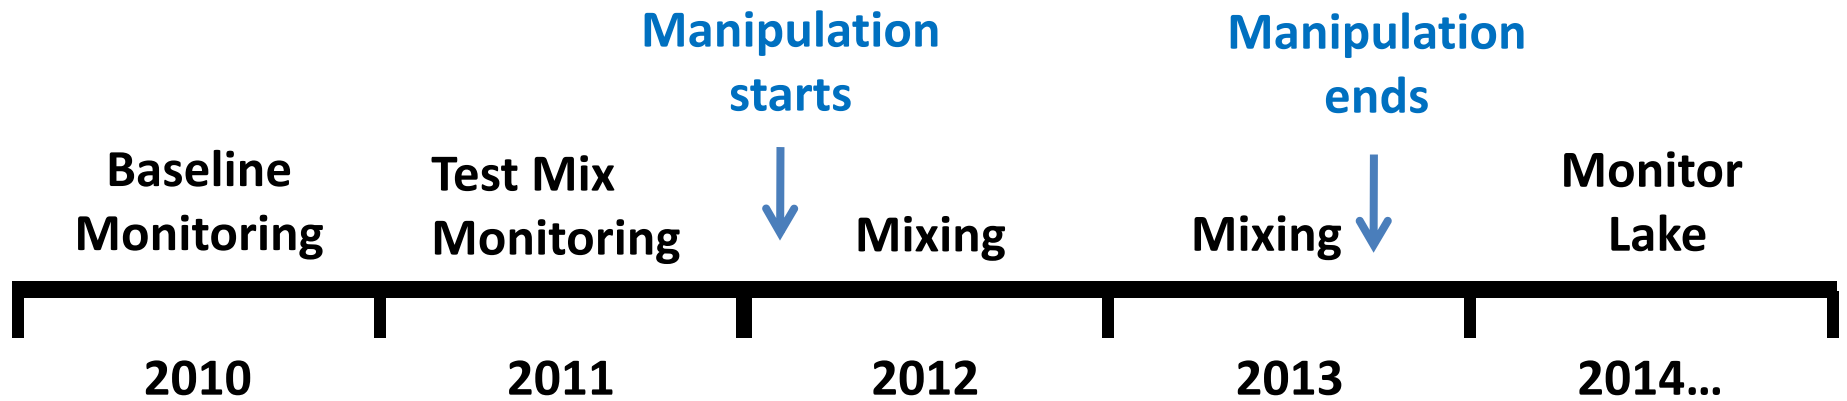 Manipulation
starts
Manipulation
ends
Baseline
Monitoring
Test Mix
Monitoring
Mixing
Mixing
Monitor
Lake
2010
2011
2012
2013
2014...